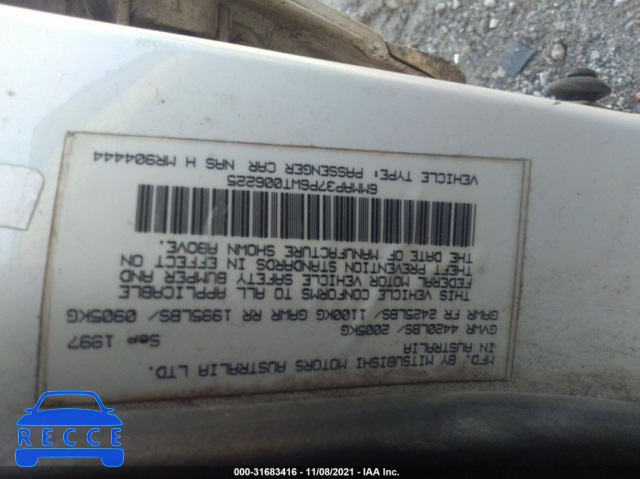 MFD. BY MITSUBISHI MOTORS AUSTRALIA LTD.
IN AUSTRALIA
Sep 1997
GVWR 4420LBS/ 2005KG
GAWR FR 2425LBS/ 1100KG GAWR RR 1995LBS/ 0905KG
THIS VEHICLE CONFORMS TO ALL APPLICABLE
FEDERAL MOTOR VEHICLE SAFETY BUMPER AND
THEFT PREVENTION STANDARDS IN EFFECT ON
THE DATE OF MANUFACTURE SHOWN ABOVE.
6MMAP37P6WT006225
VEHICLE TYPE: PASSENGER CAR NAS H MR904444
RECCE
000-31683416 - 11/08/2021 - IAA Inc.